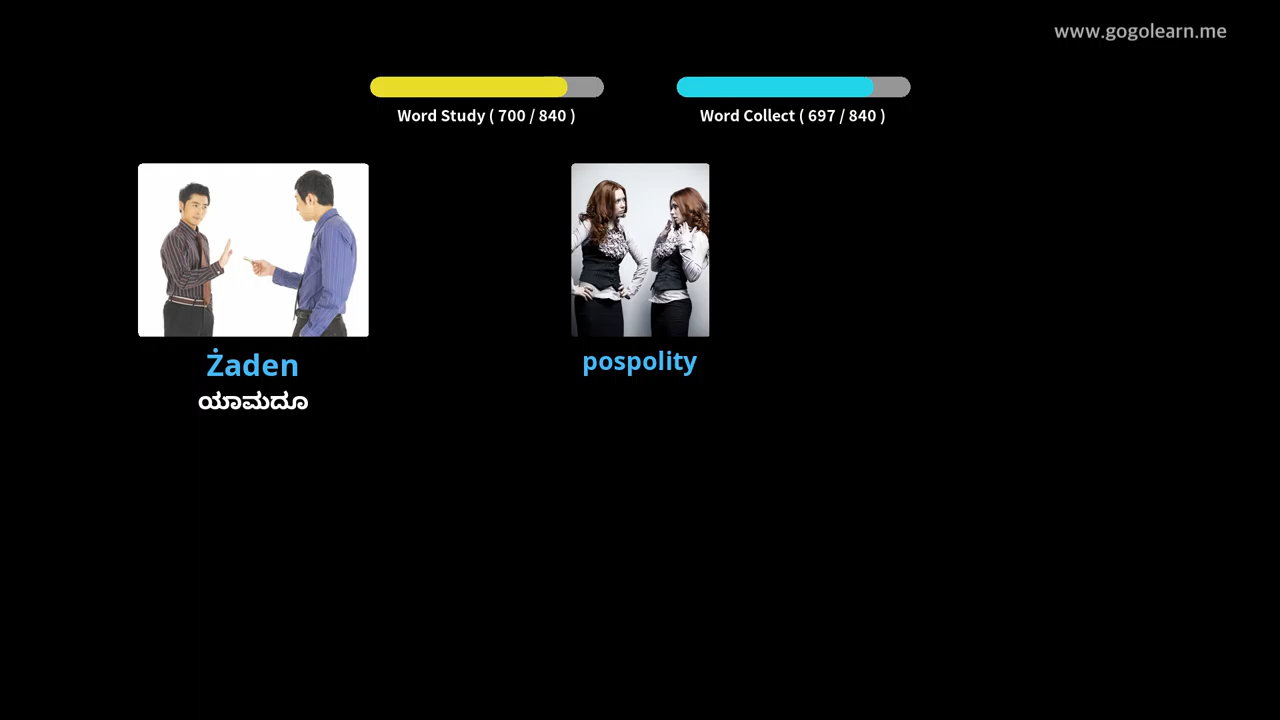 www.gogolearn.me
Word Study ( 700 / 840 )
Word Collect ( 697 / 840 )
Żaden
ಯಾಮದೂ
pospolity